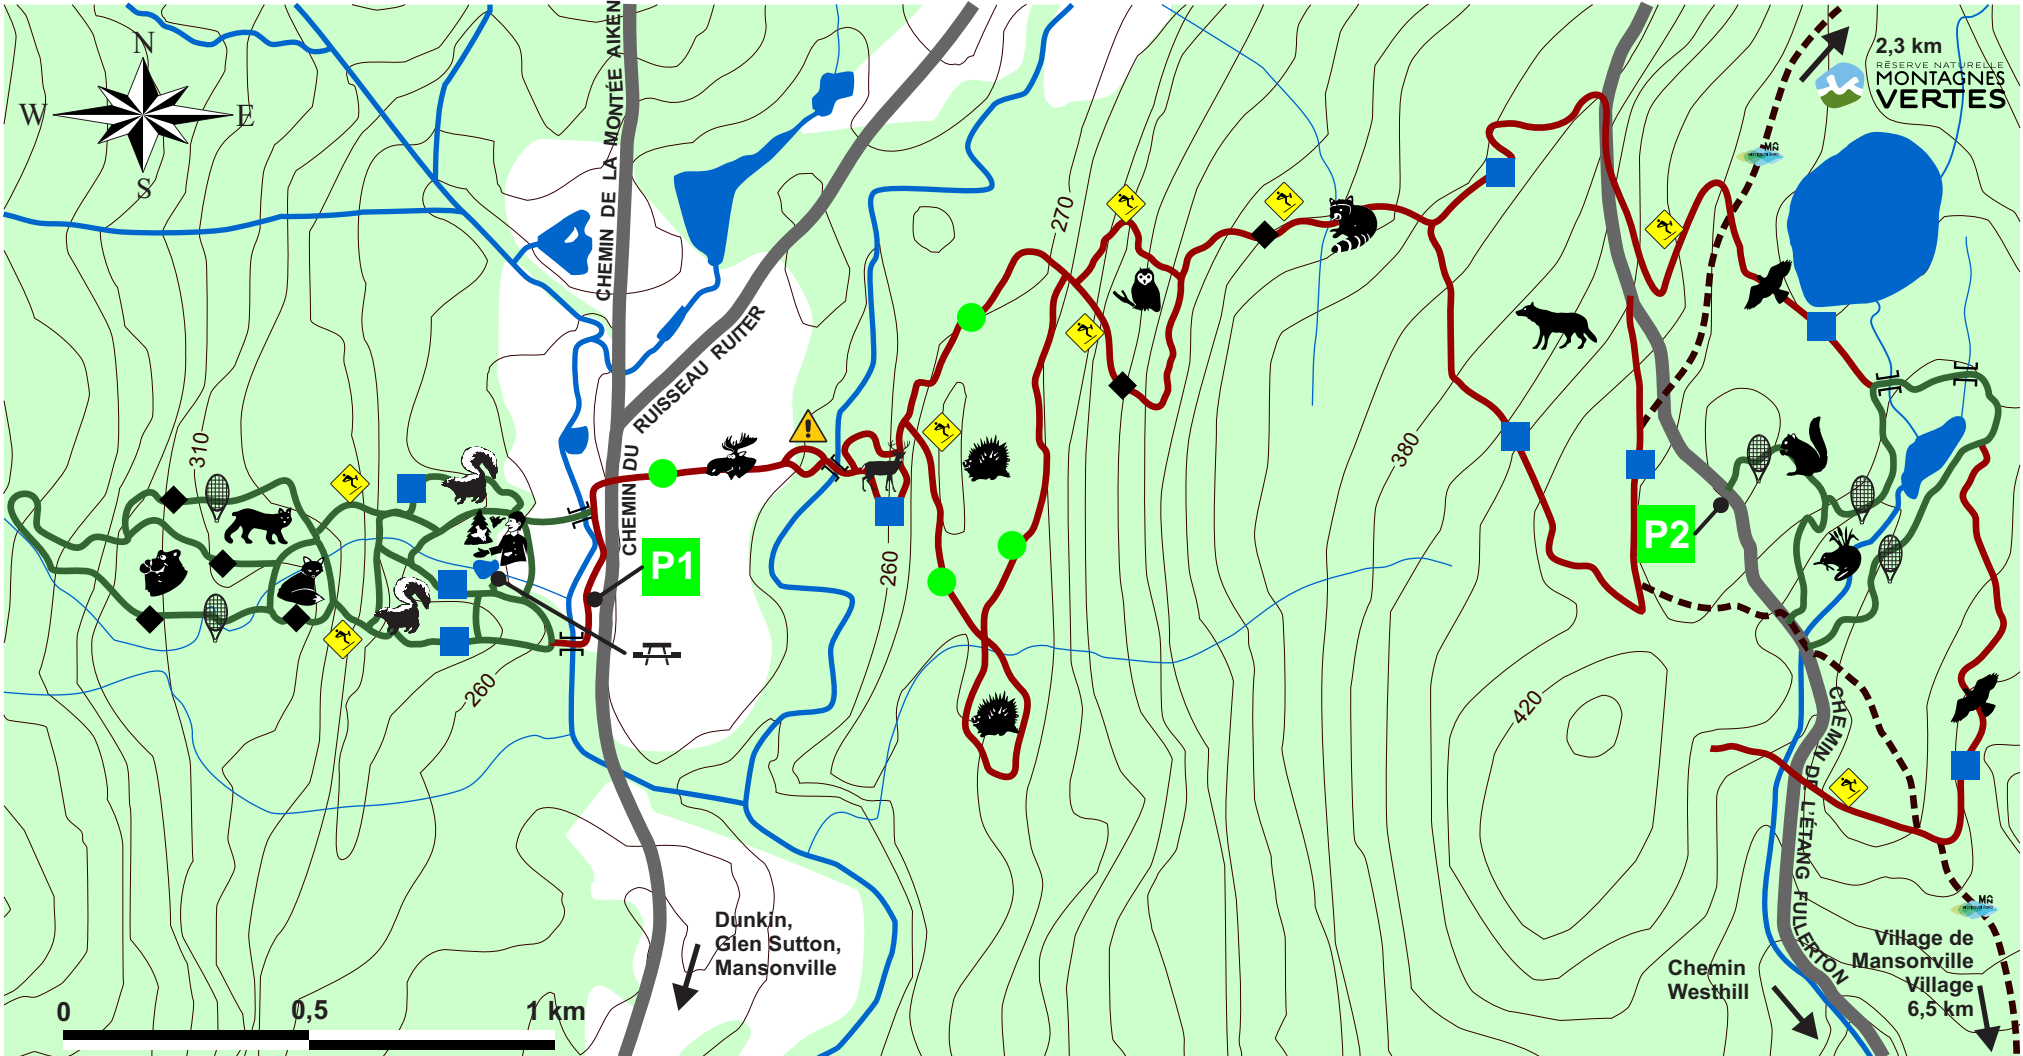 N
W
E
S
CHEMIN DE LA MONTÉE AIKEN
2,3 km
RÉSERVE NATURELLE
MONTAGNES
VERTES
270
CHEMIN DU RUISSEAU RUITER
310
380
P1
P2
260
260
420
CHEMIN DE L'ÉTANG FULLERTON
Dunkin,
Glen Sutton,
Mansonville
Chemin
Westhill
Village de
Mansonville
Village
6,5 km
0 0,5 1 km